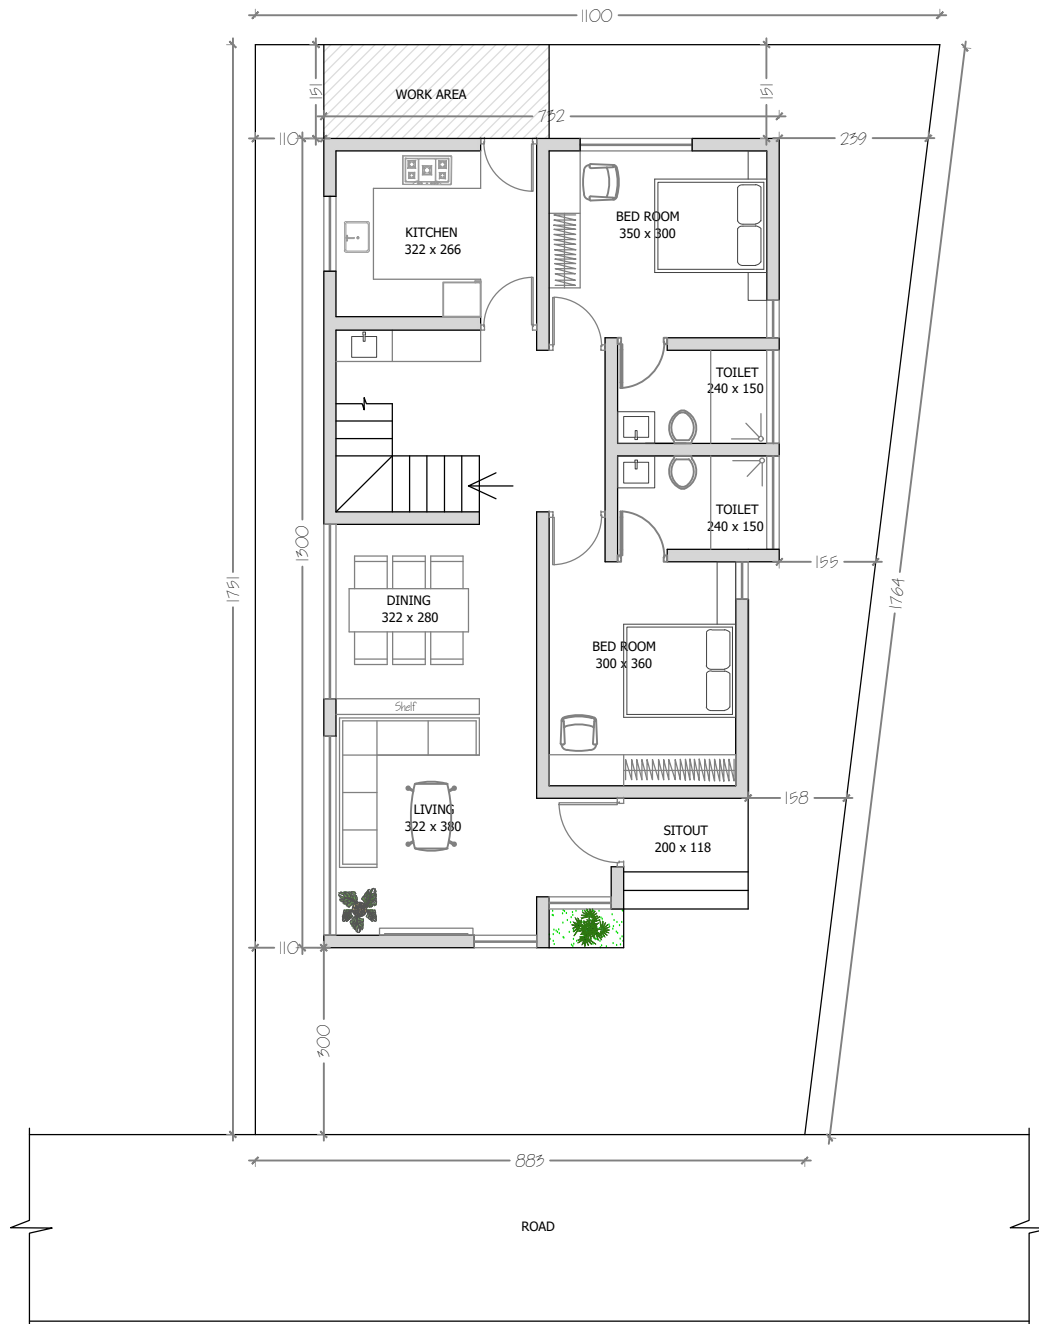 1100
151
WORK AREA
151
732
110
239
KITCHEN
322 x 266
BED ROOM
350 x 300
TOILET
240 x 150
TOILET
240 x 150
1300
1751
155
1764
DINING
322 x 280
BED ROOM
300 x 360
Shelf
158
LIVING
322 x 380
SITOUT
200 x 118
110
300
883
ROAD